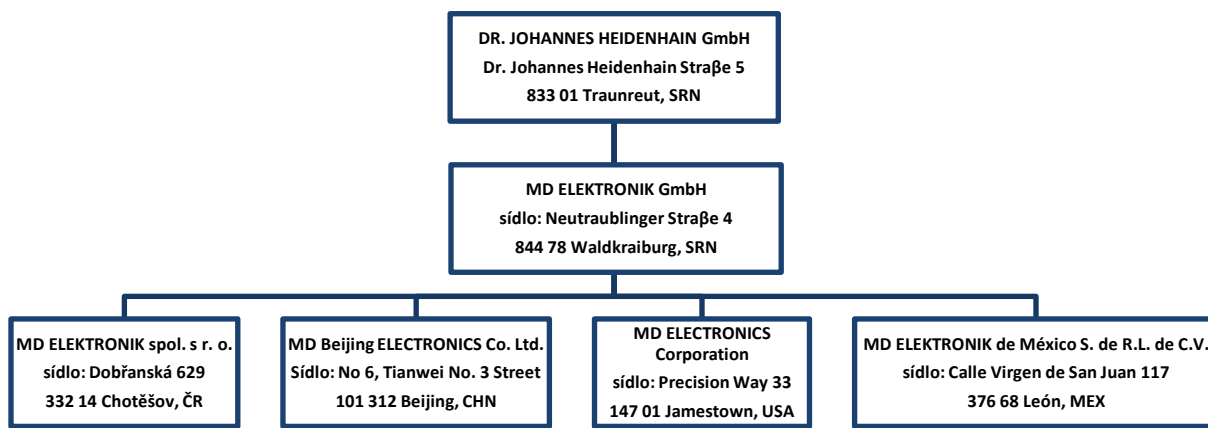 DR. JOHANNES HEIDENHAIN GmbH
Dr. Johannes Heidenhain Straβe 5
833 01 Traunreut, SRN
MD ELEKTRONIK GmbH
sídlo: Neutraublinger Straβe 4
844 78 Waldkraiburg, SRN
MD ELEKTRONIK spol. s r. o.
sídlo: Dobřanská 629
332 14 Chotěšov, ČR
MD Beijing ELECTRONICS Co. Ltd.
Sídlo: No 6, Tianwei No. 3 Street
101 312 Beijing, CHN
MD ELECTRONICS
Corporation
sídlo: Precision Way 33
147 01 Jamestown, USA
MD ELEKTRONIK de México S. de R.L. de C.V.
sídlo: Calle Virgen de San Juan 117
376 68 León, MEX